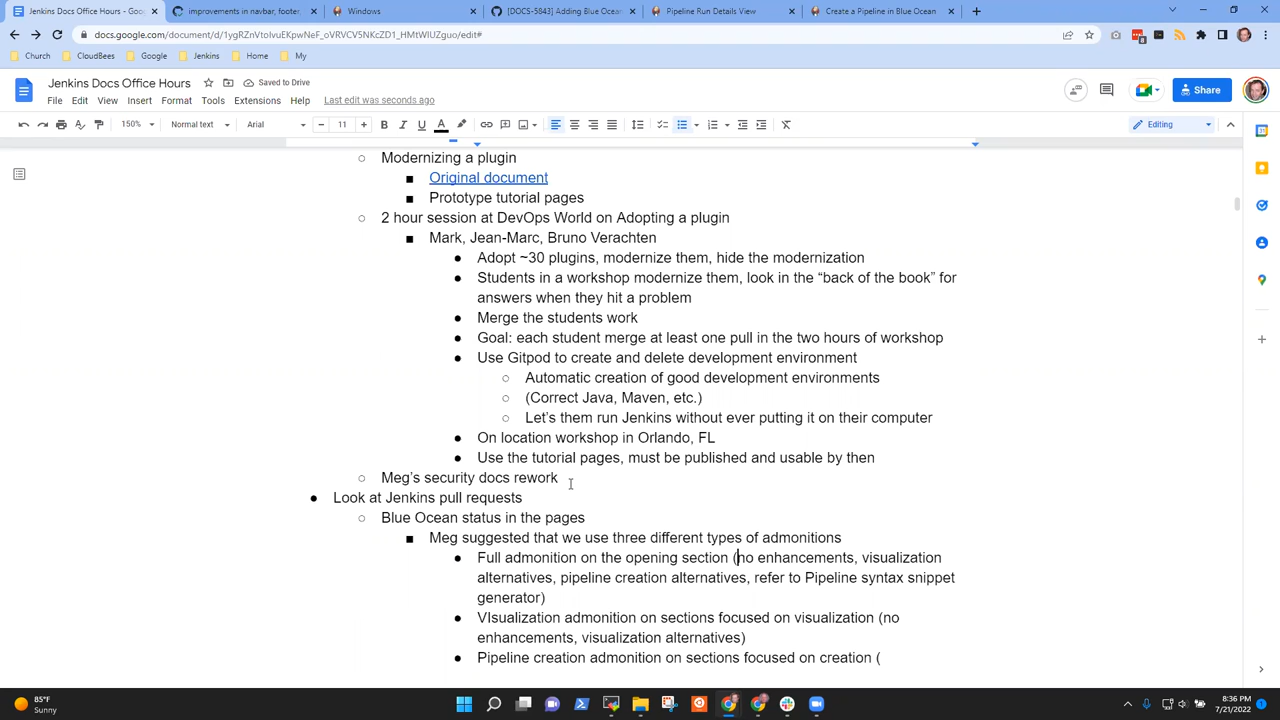 Jenkins Docs Office Hours - Goo
improvements in navbar, footer,
Windows
[DOCS-5843] Adding Blue Ocean
Pipeline Run Details View
Create a Pipeline in Blue Ocean
docs.google.com/document/d/1ygRZnVtoIvuEKpwNeF_oVRVCV5NKcZD1_HMtWIUZguo/edit#
Church
CloudBees
Google
Jenkins
Home
My
Jenkins Docs Office Hours
Saved to Drive
File Edit View Insert Format Tools Extensions Help
Last edit was seconds ago
Share
150%
Normal text
Arial
11
Editing
Modernizing a plugin
Original document
Prototype tutorial pages
2 hour session at DevOps World on Adopting a plugin
Mark, Jean-Marc, Bruno Verachten
Adopt ~30 plugins, modernize them, hide the modernization
Students in a workshop modernize them, look in the “back of the book” for
answers when they hit a problem
Merge the students work
Goal: each student merge at least one pull in the two hours of workshop
Use Gitpod to create and delete development environment
Automatic creation of good development environments
(Correct Java, Maven, etc.)
Let’s them run Jenkins without ever putting it on their computer
On location workshop in Orlando, FL
Use the tutorial pages, must be published and usable by then
Meg’s security docs rework
Look at Jenkins pull requests
Blue Ocean status in the pages
Meg suggested that we use three different types of admonitions
Full admonition on the opening section (no enhancements, visualization
alternatives, pipeline creation alternatives, refer to Pipeline syntax snippet
generator)
VIsualization admonition on sections focused on visualization (no
enhancements, visualization alternatives)
Pipeline creation admonition on sections focused on creation (
85°F
Sunny
8:36 PM
7/21/2022